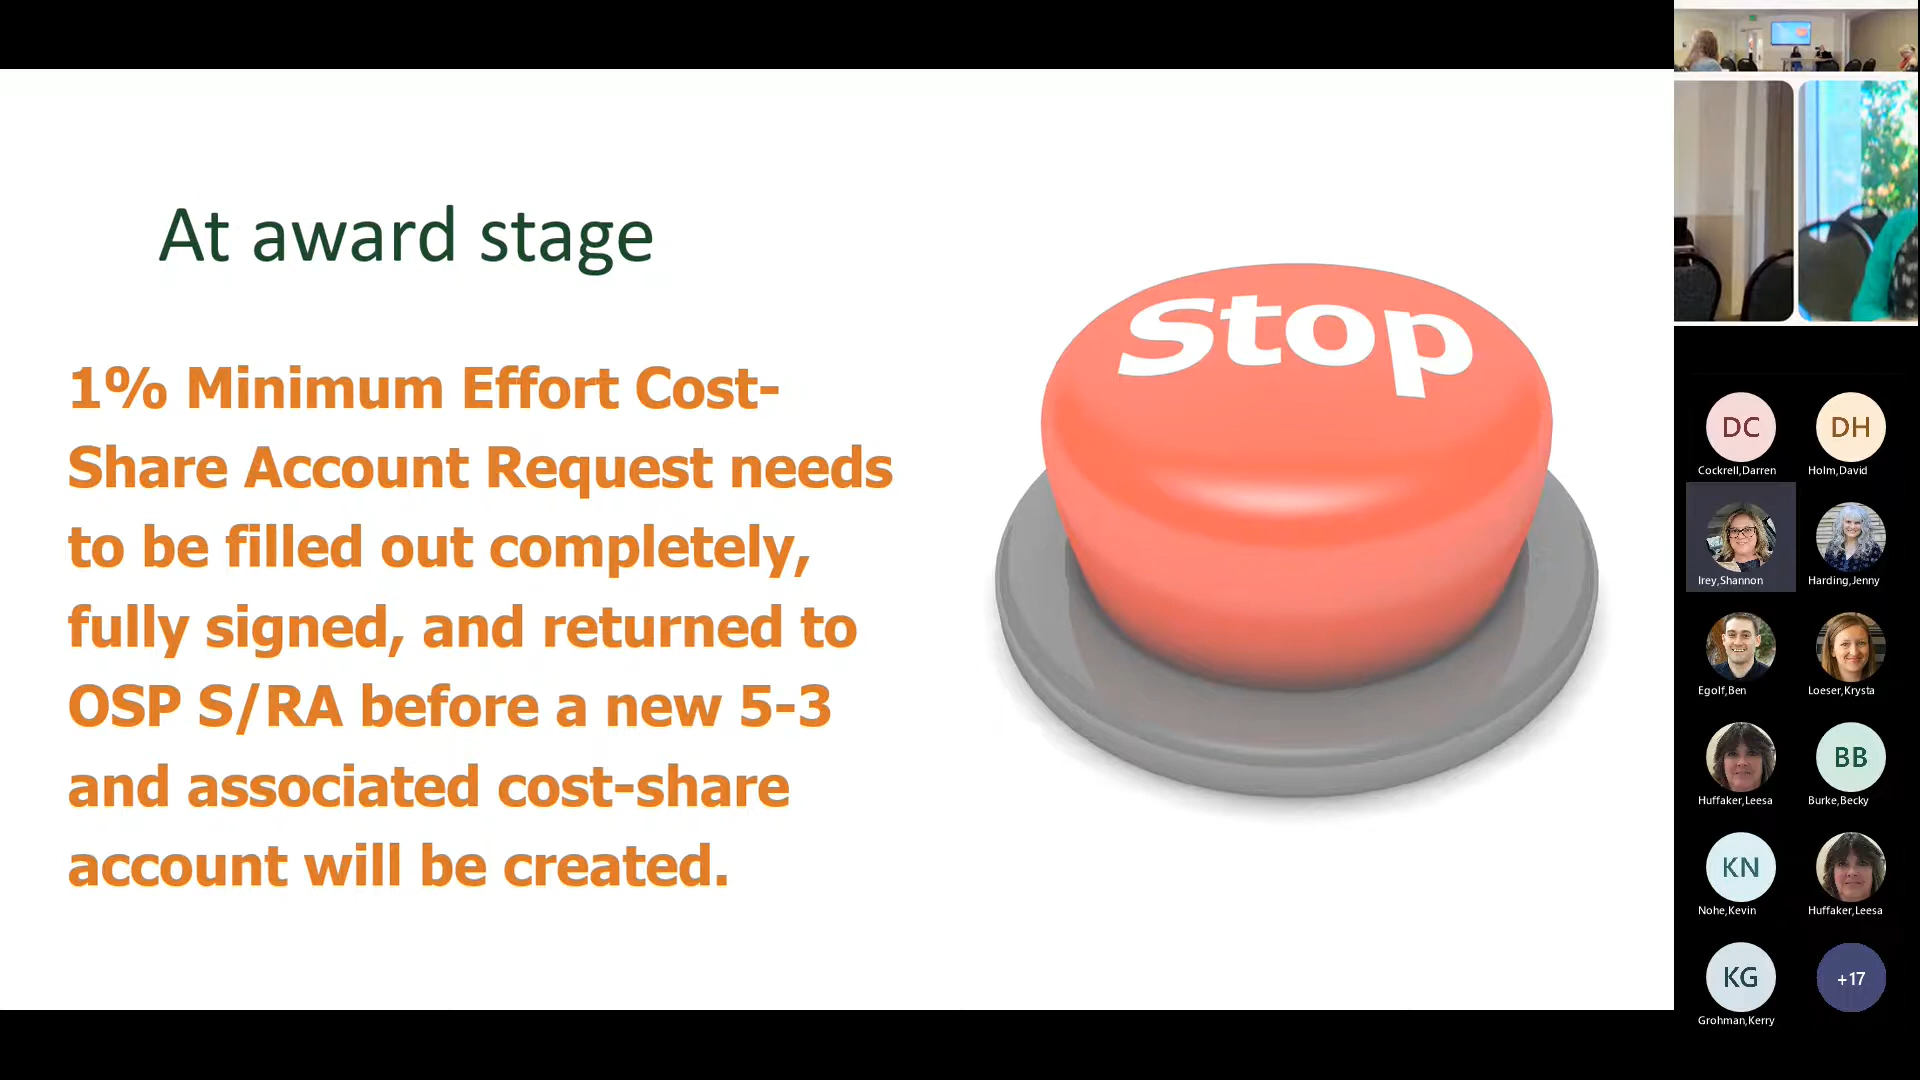 At award stage
1% Minimum Effort Cost-
Share Account Request needs
to be filled out completely,
fully signed, and returned to
OSP S/RA before a new 5-3
and associated cost-share
account will be created.
Stop
DC
DH
Cockrell,Darren
Holm,David
Irey,Shannon
Harding,Jenny
Egolf,Ben
Loeser,Krysta
BB
Huffaker,Leesa
Burke,Becky
KN
Nohe,Kevin
Huffaker,Leesa
KG
+17
Grohman,Kerry